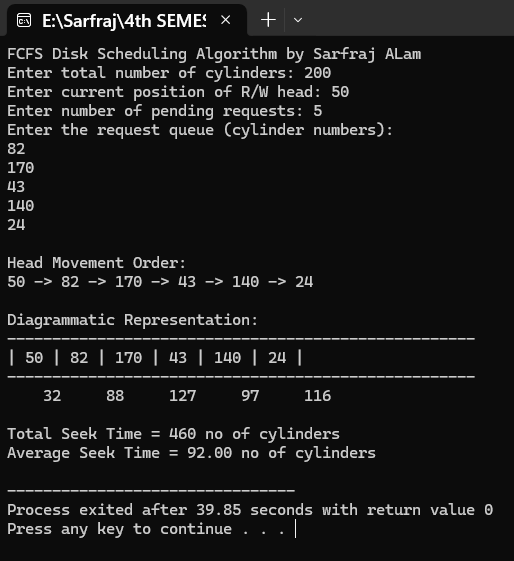 E:\Sarfraj\4th SEMES
FCFS Disk Scheduling Algorithm by Sarfraj ALam
Enter total number of cylinders: 200
Enter current position of R/W head: 50
Enter number of pending requests: 5
Enter the request queue (cylinder numbers):
82
170
43
140
24
Head Movement Order:
50 -> 82 -> 170 -> 43 -> 140 -> 24
Diagrammatic Representation:
----------------------------------------------------
| 50 | 82 | 170 | 43 | 140 | 24 |
----------------------------------------------------
32 88 127 97 116
Total Seek Time = 460 no of cylinders
Average Seek Time = 92.00 no of cylinders
--------------------------------
Process exited after 39.85 seconds with return value 0
Press any key to continue . . .